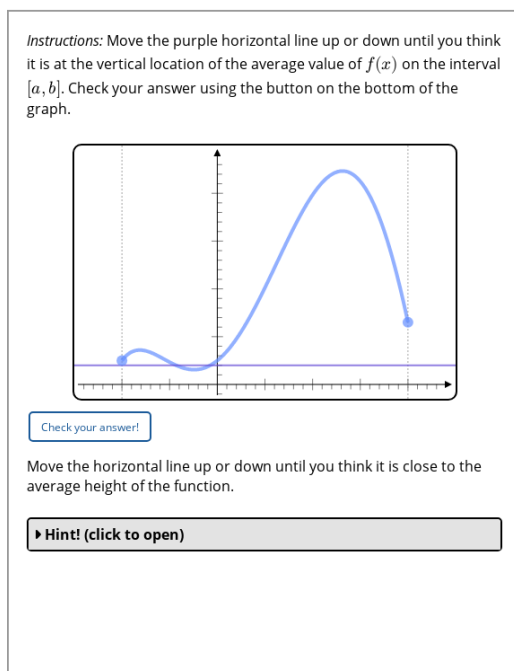 Instructions: Move the purple horizontal line up or down until you think
it is at the vertical location of the average value of f(x) on the interval
[a, b]. Check your answer using the button on the bottom of the
graph.
Check your answer!
Move the horizontal line up or down until you think it is close to the
average height of the function.
Hint! (click to open)